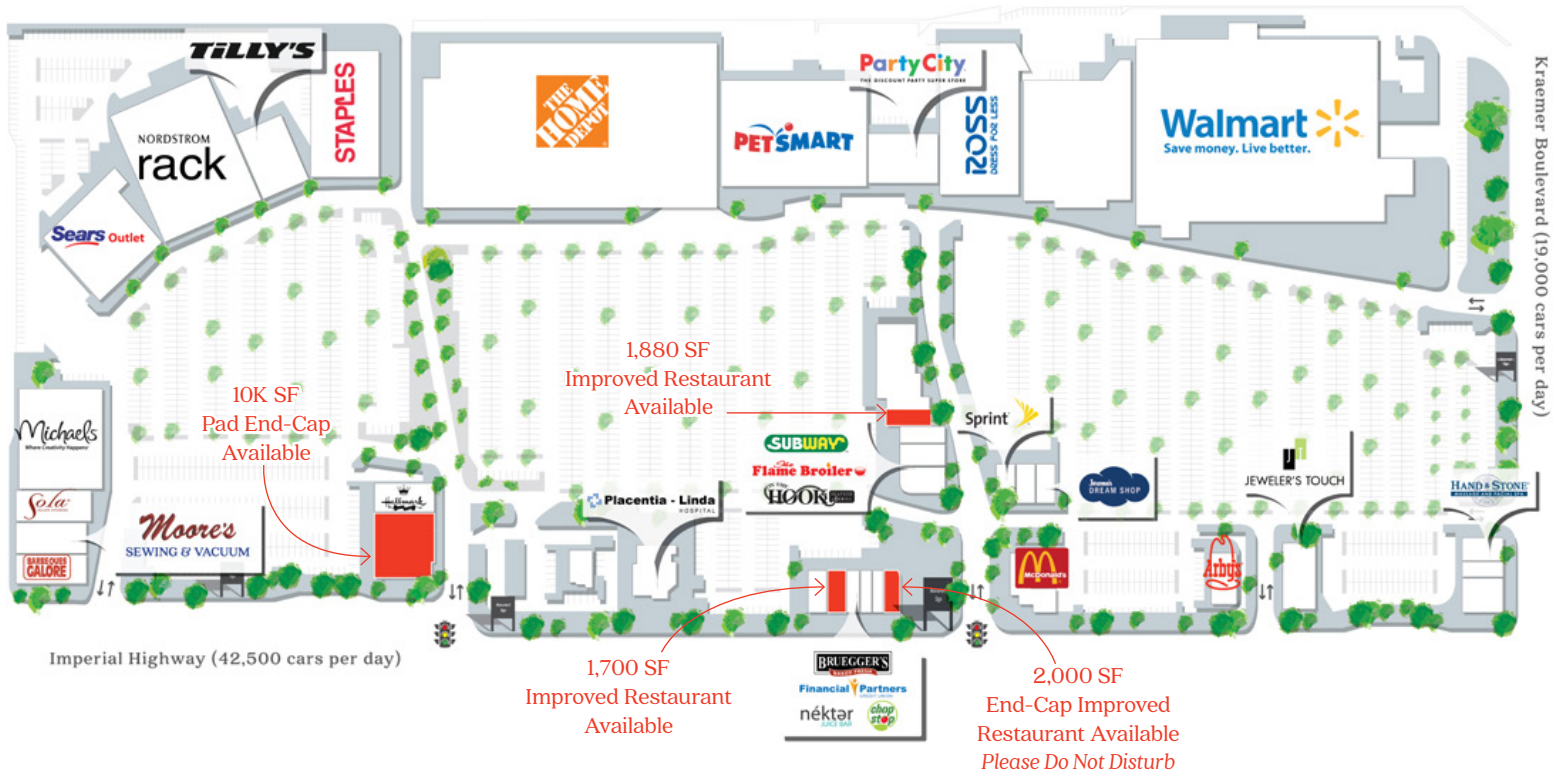 TILLY'S
STAPLES
NORDSTROM
rack
Sears Outlet
THE
HOME
DEPOT
PETSMART
PartyCity
THE DISCOUNT PARTY SUPER STORE
ROSS
DRESS FOR LESS
Walmart
Save money. Live better.
Kraemer Boulevard (19,000 cars per day)
Michaels
Where Creativity Happens
Sola
BARBEQUES
GALORE
Moore's
SEWING & VACUUM
10K SF
Pad End-Cap
Available
Hallmark
1,880 SF
Improved Restaurant
Available
SUBWAY
The
Flame Broiler
HOOK
Placentia - Linda
HOSPITAL
Sprint
DREAM SHOP
JEWELER'S TOUCH
HAND & STONE
MASSAGE AND FACIAL SPA
McDonald's
Arby's
Imperial Highway (42,500 cars per day)
1,700 SF
Improved Restaurant
Available
BRUEGGER'S
Financial Partners
CREDIT UNION
néktər
JUICE BAR
chop
stop
2,000 SF
End-Cap Improved
Restaurant Available
Please Do Not Disturb